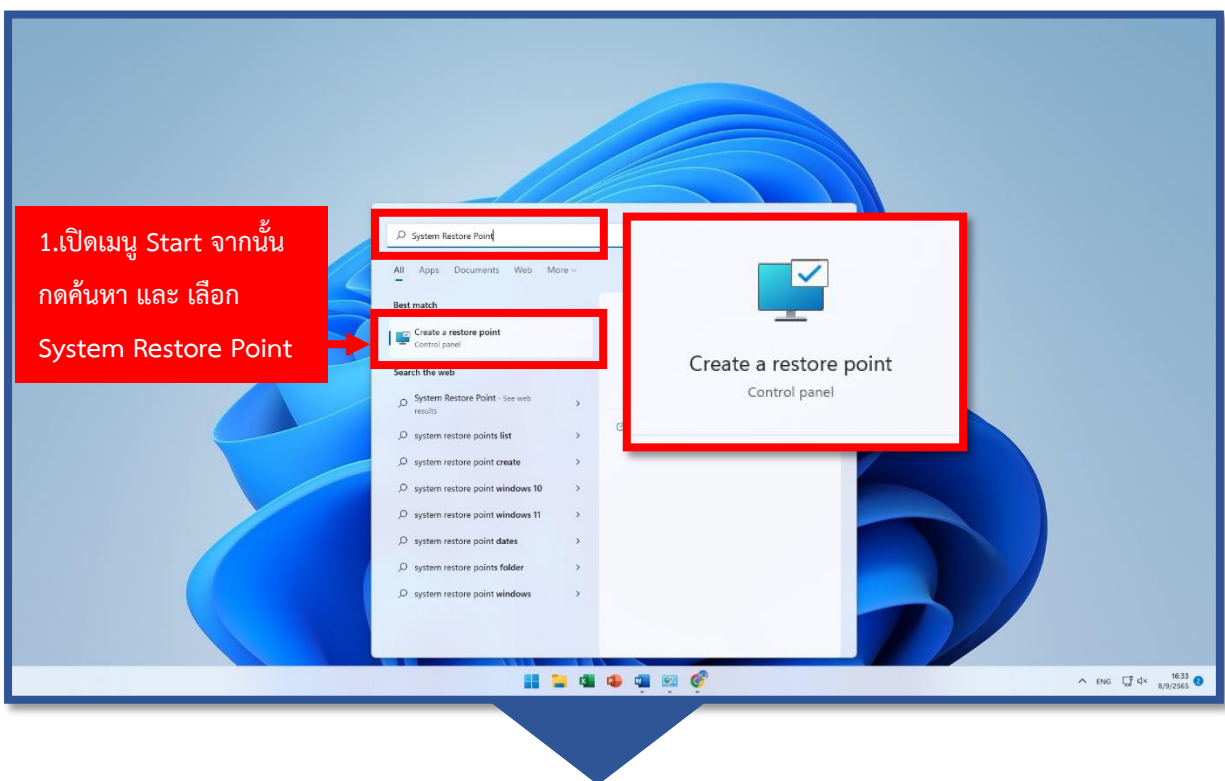 1.เปิดเมนู Start จากนั้น
กดค้นหา และ เลือก
System Restore Point
System Restore Point
All Apps Documents Web More
Best match
Create a restore point
Control panel
Search the web
System Restore Point - See web
results
system restore points list
system restore point create
system restore point windows 10
system restore point windows 11
system restore point dates
system restore points folder
system restore point windows
Create a restore point
Control panel
ENG
16:33
8/9/2565
2